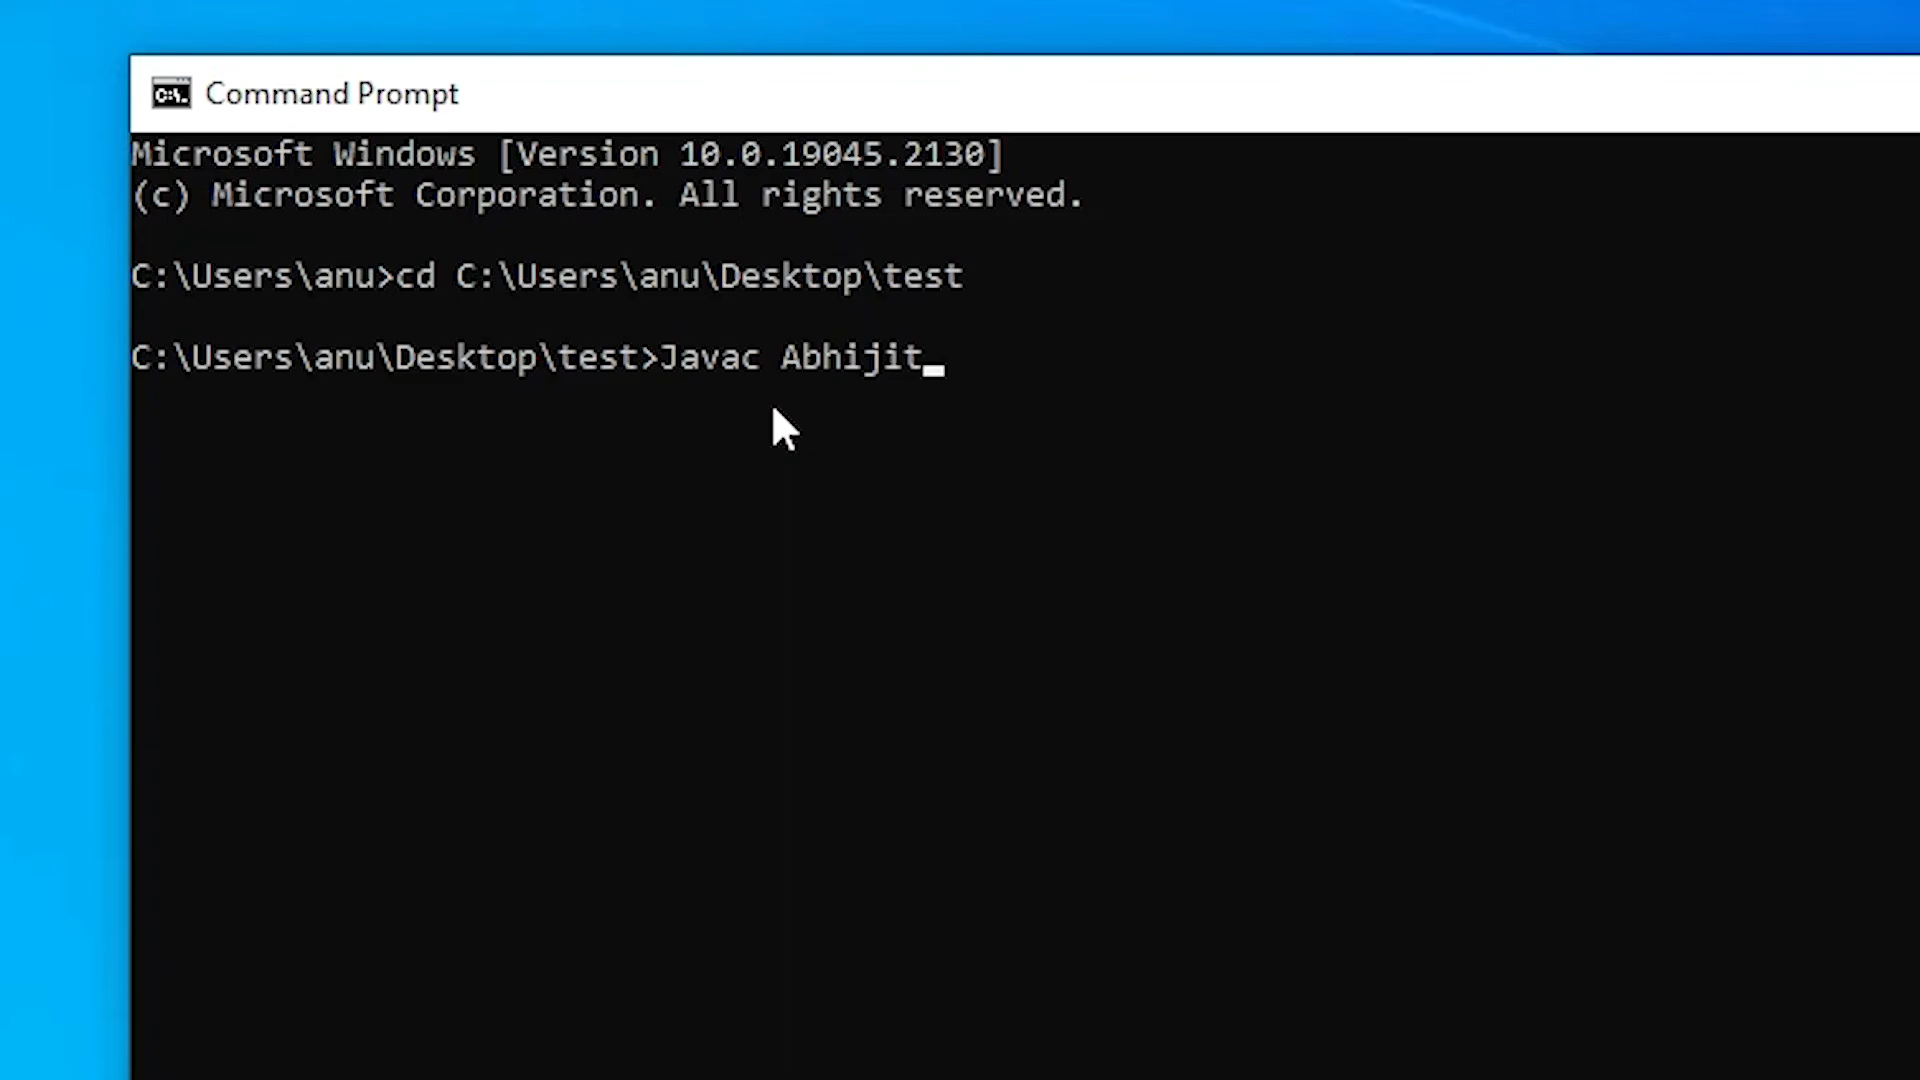 Command Prompt
Microsoft Windows [Version 10.0.19045.2130]
(c) Microsoft Corporation. All rights reserved.
C:\Users\anu>cd C:\Users\anu\Desktop\test
C:\Users\anu\Desktop\test>Javac Abhijit_